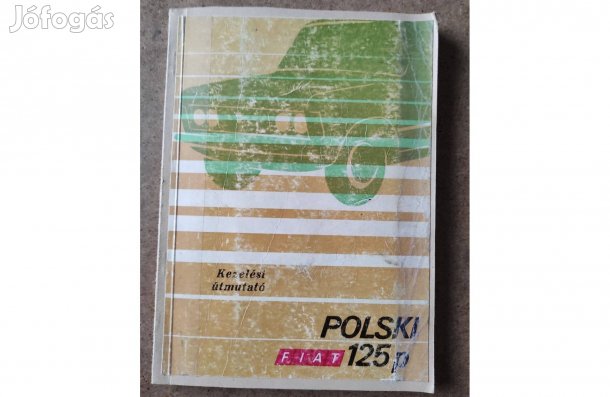 Jófogás
Kezelési
útmutató
POLSKI
FIAT 125p